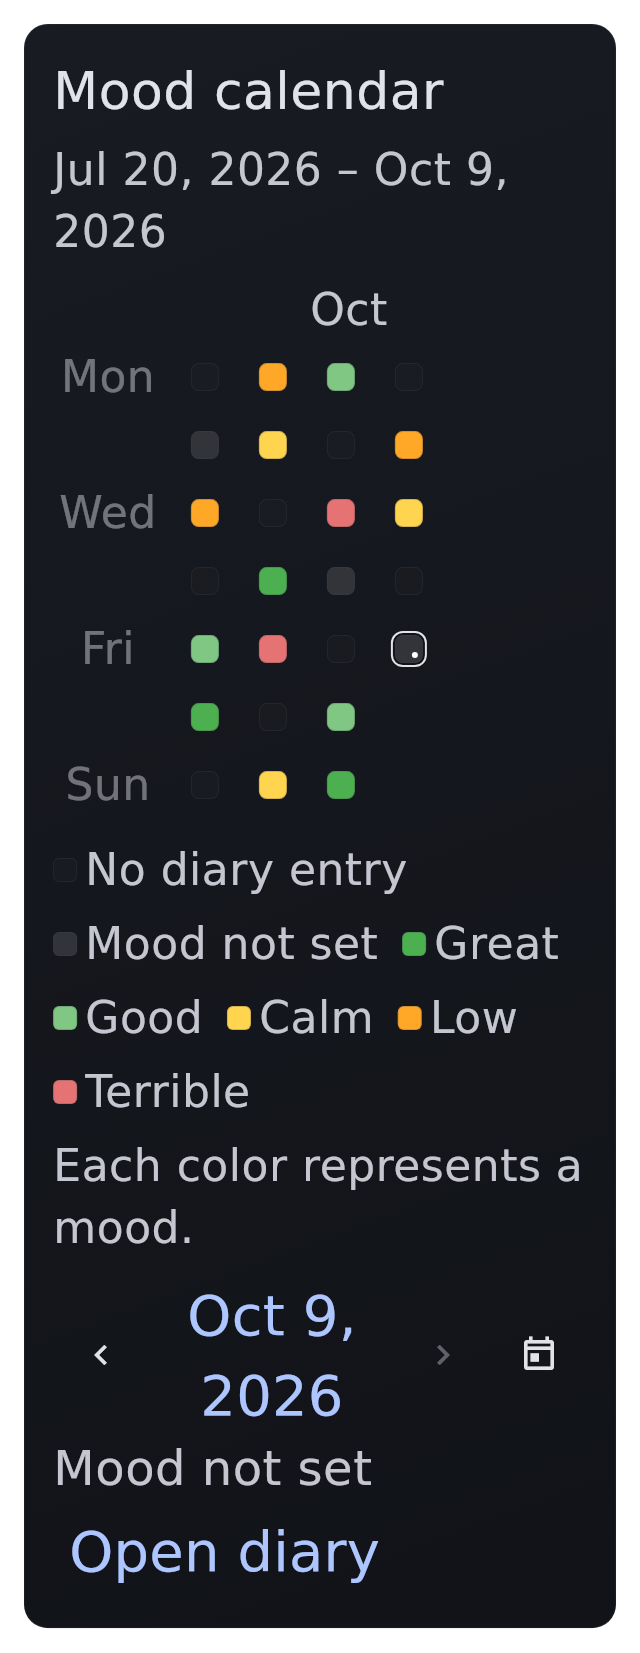 Mood calendar
Jul 20, 2026 – Oct 9,
2026
Oct
Mon
Wed
Fri
Sun
No diary entry
Mood not set Great
Good Calm Low
Terrible
Each color represents a
mood.
Oct 9,
2026
Mood not set
Open diary